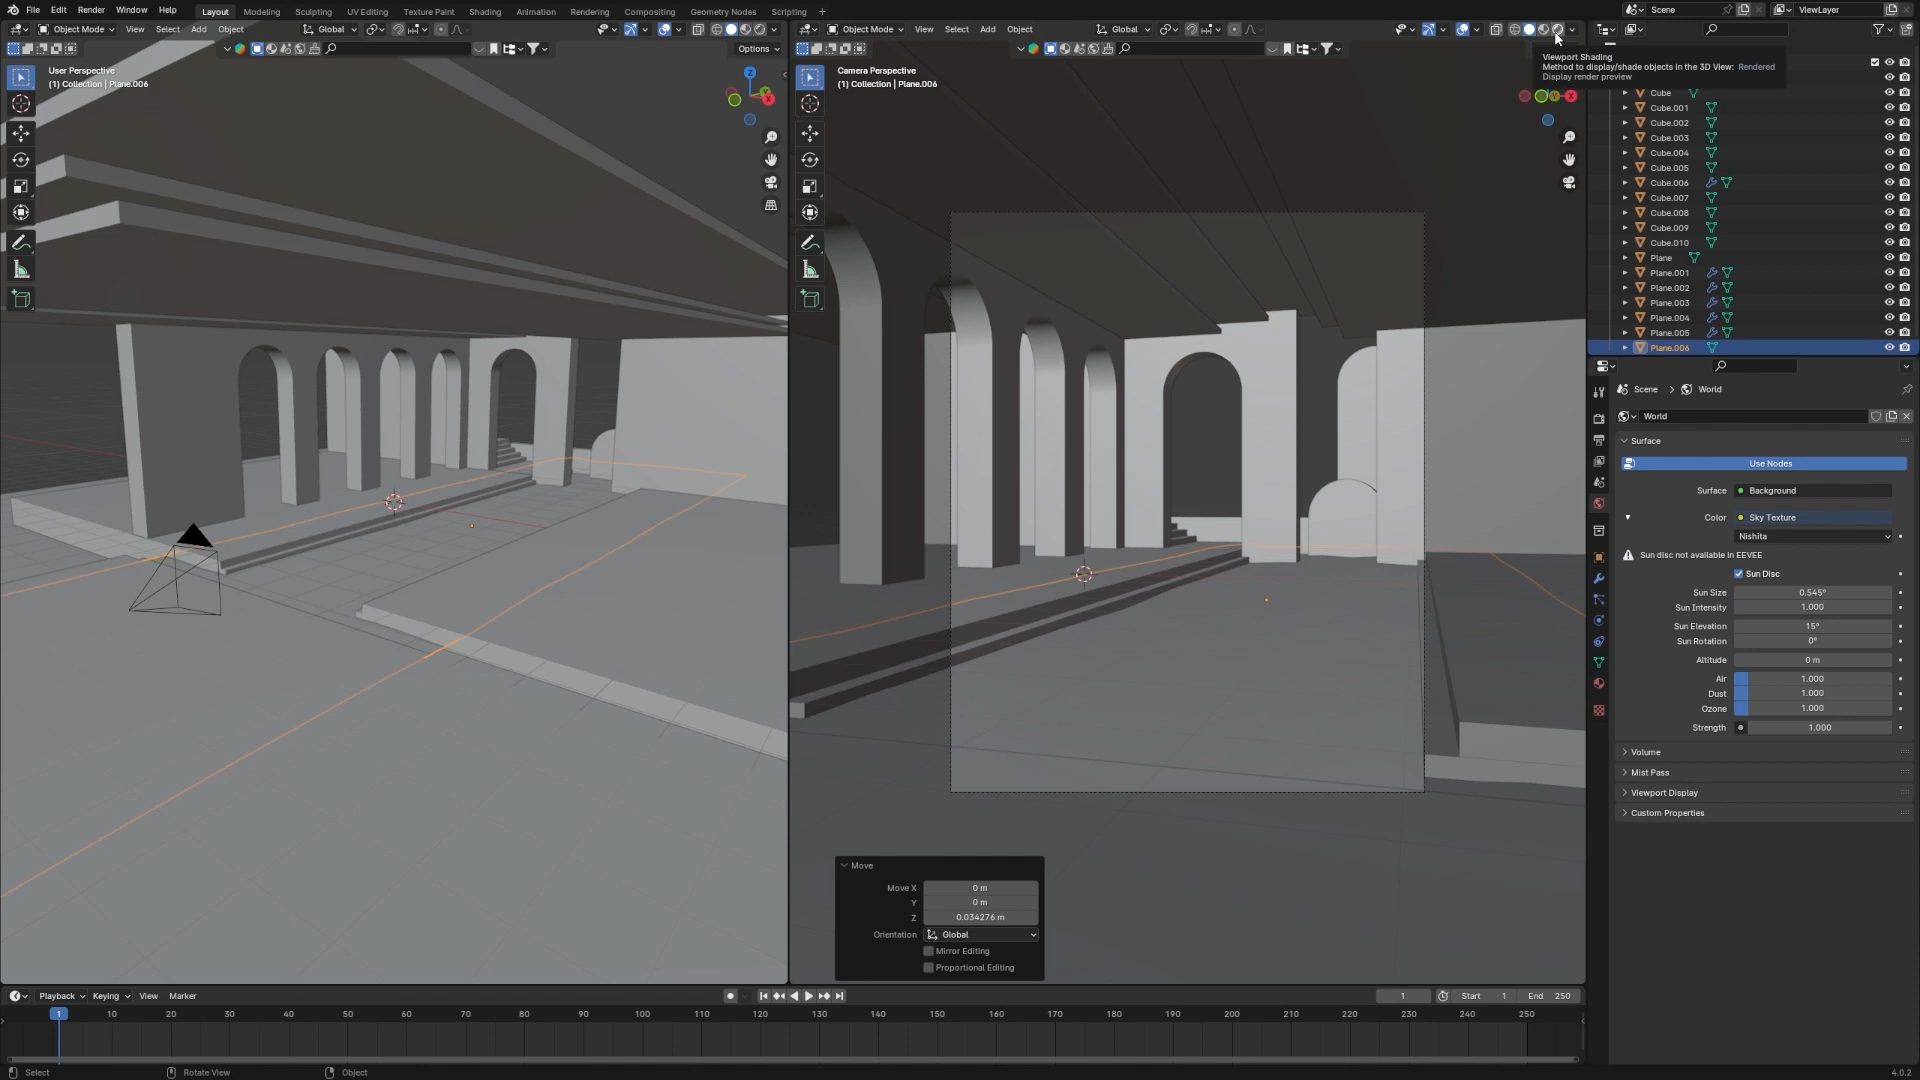 File Edit Render Window Help Layout Modeling Sculpting UV Editing Texture Paint Shading Animation Rendering Compositing Geometry Nodes Scripting + Scene ViewLayer
Object Mode View Select Add Object Global
Object Mode View Select Add Object Global
Options
User Perspective
(1) Collection | Plane.006
Z
X
Camera Perspective
(1) Collection | Plane.006
X
Viewport Shading
Method to display/shade objects in the 3D View: Rendered
Display render preview
Cube
Cube.001
Cube.002
Cube.003
Cube.004
Cube.005
Cube.006
Cube.007
Cube.008
Cube.009
Cube.010
Plane
Plane.001
Plane.002
Plane.003
Plane.004
Plane.005
Plane.006
Scene > World
World
Surface
Use Nodes
Surface Background
Color Sky Texture
Nishita
Sun disc not available in EEVEE
Sun Disc
Sun Size 0.545°
Sun Intensity 1.000
Sun Elevation 15°
Sun Rotation 0°
Altitude 0 m
Air 1.000
Dust 1.000
Ozone 1.000
Strength 1.000
Volume
Mist Pass
Viewport Display
Custom Properties
Move
Move X 0 m
Y 0 m
Z 0.034276 m
Orientation Global
Mirror Editing
Proportional Editing
Playback Keying View Marker 1 Start 1 End 250
1 10 20 30 40 50 60 70 80 90 100 110 120 130 140 150 160 170 180 190 200 210 220 230 240 250
Select Rotate View Object 4.0.2